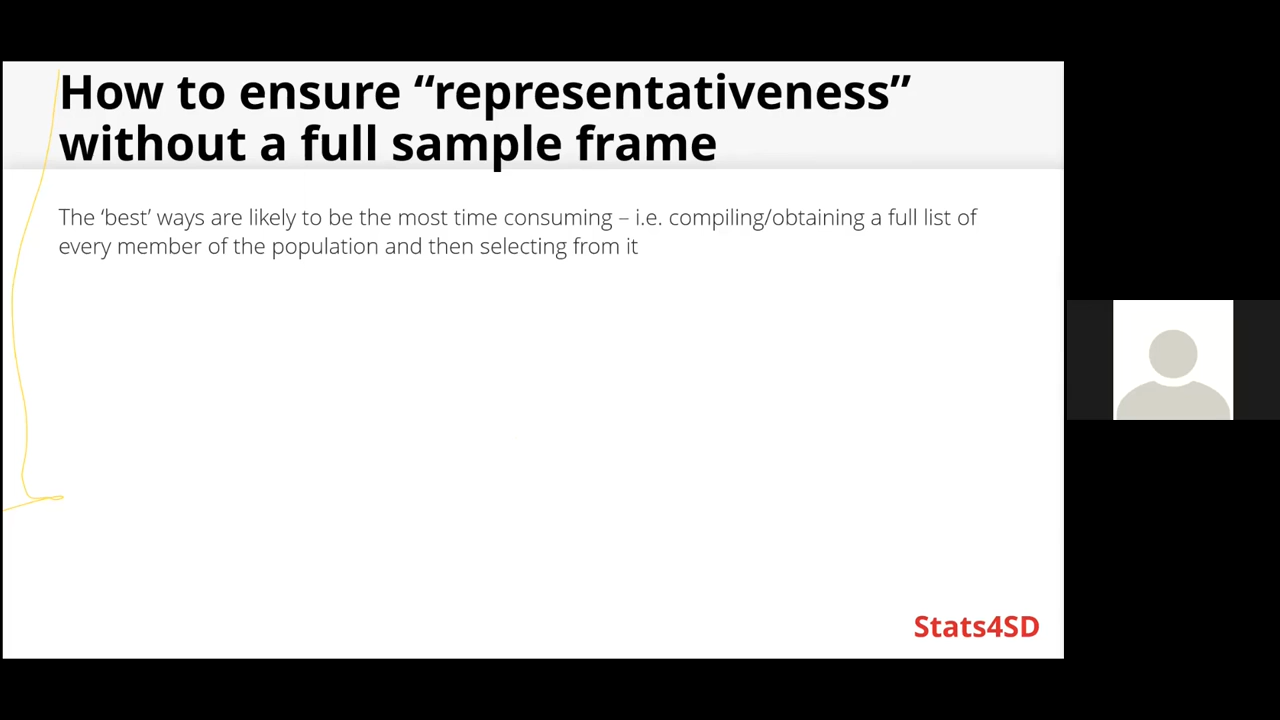 How to ensure “representativeness”
without a full sample frame
The ‘best’ ways are likely to be the most time consuming – i.e. compiling/obtaining a full list of
every member of the population and then selecting from it
Stats4SD